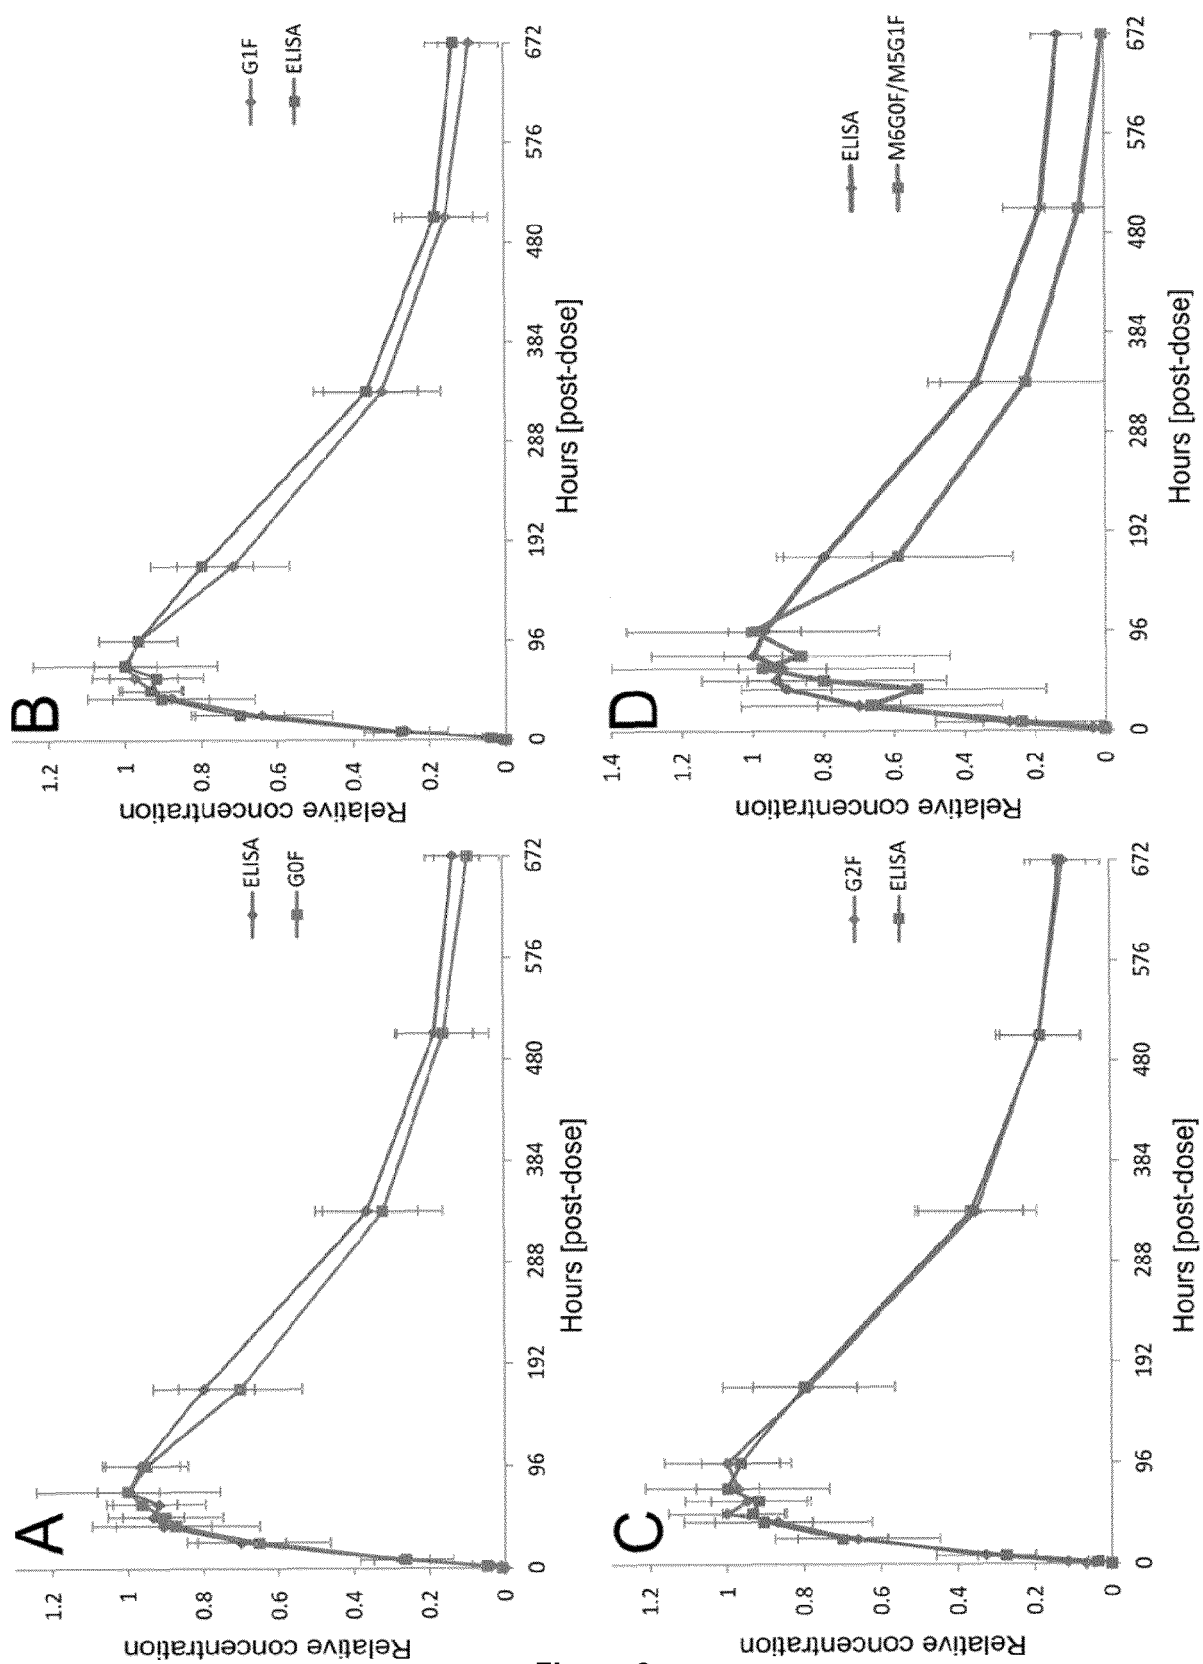 A
1.2
1
0.8
0.6
0.4
0.2
0
Relative concentration
0 96 192 288 384 480 576 672
Hours [post-dose]
ELISA
G0F
B
1.2
1
0.8
0.6
0.4
0.2
0
Relative concentration
0 96 192 288 384 480 576 672
Hours [post-dose]
G1F
ELISA
C
1.2
1
0.8
0.6
0.4
0.2
0
Relative concentration
0 96 192 288 384 480 576 672
Hours [post-dose]
G2F
ELISA
D
1.4
1.2
1
0.8
0.6
0.4
0.2
0
Relative concentration
0 96 192 288 384 480 576 672
Hours [post-dose]
ELISA
M6G0F/M5G1F